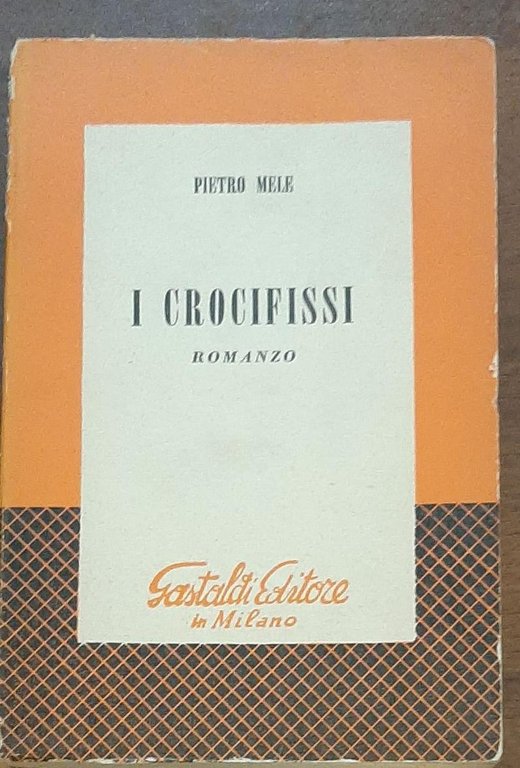 PIETRO MELE
I CROCIFISSI
ROMANZO
Gastaldi Editore
in Milano